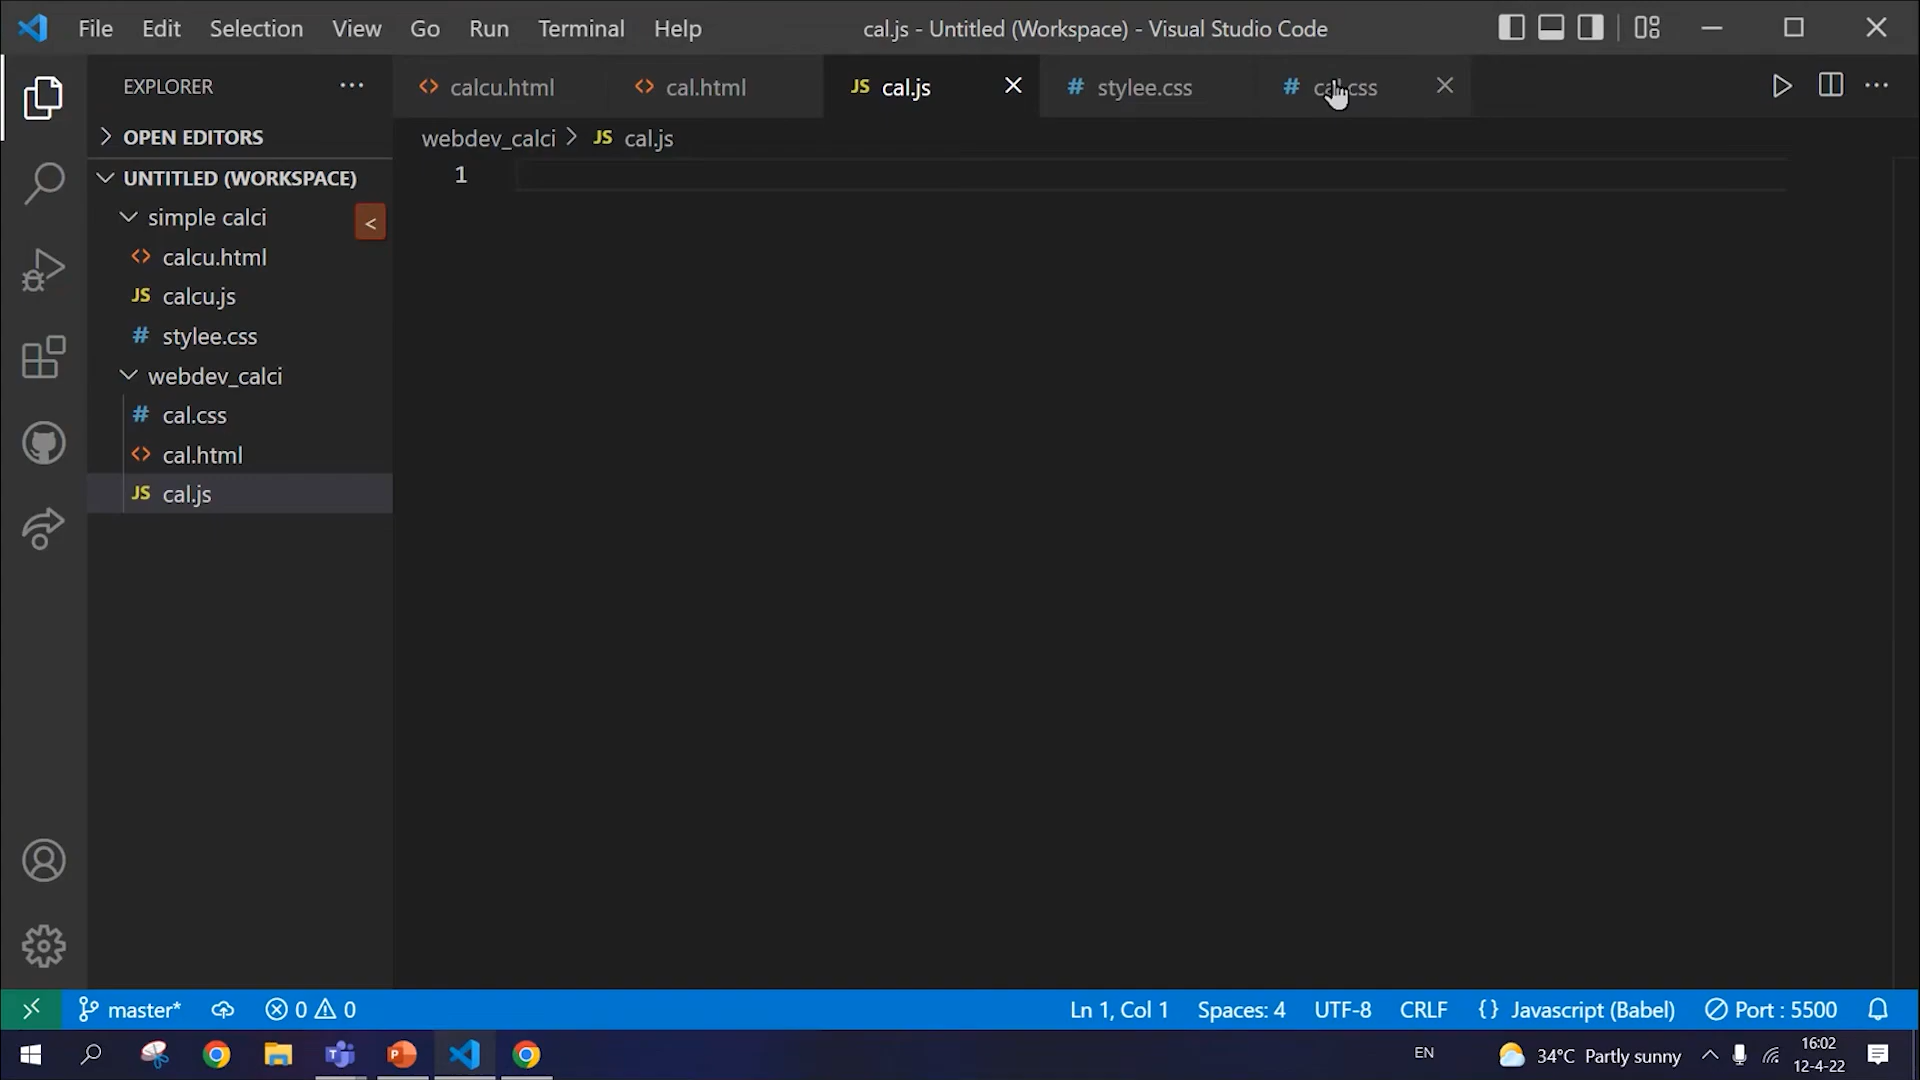 File Edit Selection View Go Run Terminal Help
cal.js - Untitled (Workspace) - Visual Studio Code
EXPLORER ···
<> calcu.html
<> cal.html
JS cal.js
# stylee.css
# cal.css
OPEN EDITORS
webdev_calci > JS cal.js
UNTITLED (WORKSPACE)
1
simple calci
<
<> calcu.html
JS calcu.js
# stylee.css
webdev_calci
# cal.css
<> cal.html
JS cal.js
master* 0 0
Ln 1, Col 1 Spaces: 4 UTF-8 CRLF {} Javascript (Babel) Port : 5500
EN
34°C Partly sunny
16:02
12-4-22